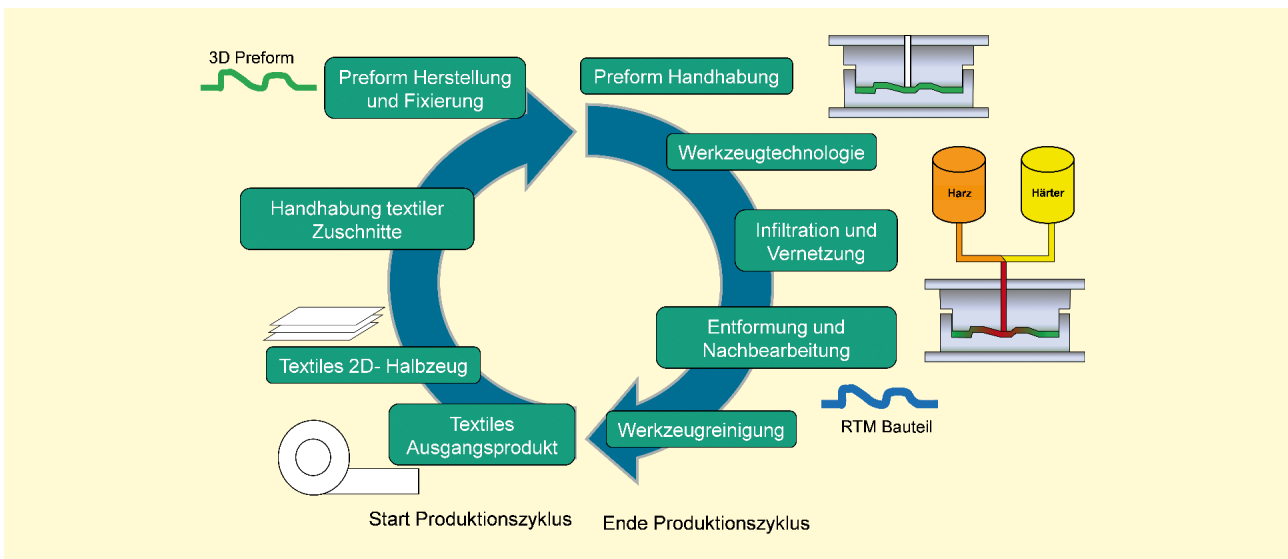 3D Preform
Preform Herstellung
und Fixierung
Preform Handhabung
Werkzeugtechnologie
Harz
Härter
Handhabung textiler
Zuschnitte
Infiltration und
Vernetzung
Entformung und
Nachbearbeitung
Textiles 2D- Halbzeug
RTM Bauteil
Textiles
Ausgangsprodukt
Werkzeugreinigung
Start Produktionszyklus
Ende Produktionszyklus